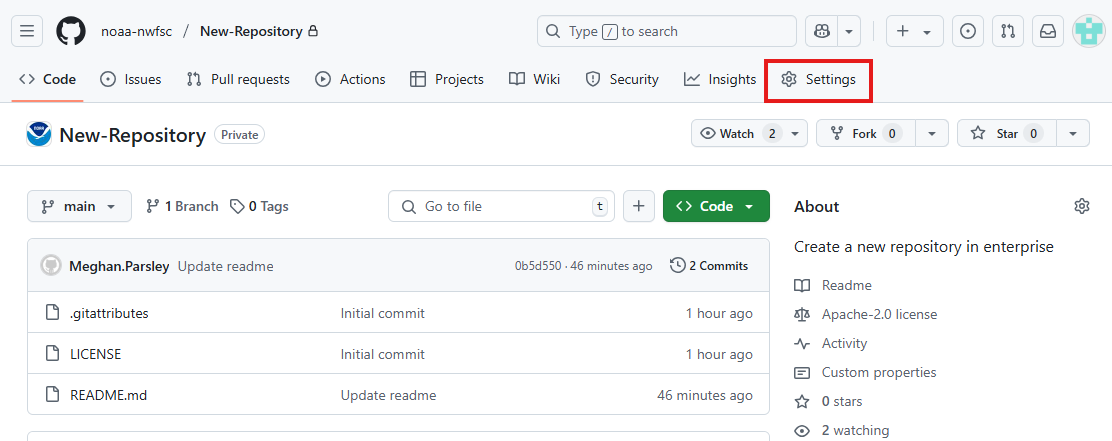 noaa-nwfsc / New-Repository Type / to search
Code Issues Pull requests Actions Projects Wiki Security Insights Settings
New-Repository Private Watch 2 Fork 0 Star 0
main 1 Branch 0 Tags Go to file t Code About
Create a new repository in enterprise
Meghan.Parsley Update readme 0b5d550 · 46 minutes ago 2 Commits
Readme
.gitattributes Initial commit 1 hour ago
Apache-2.0 license
Activity
LICENSE Initial commit 1 hour ago
Custom properties
README.md Update readme 46 minutes ago
0 stars
2 watching